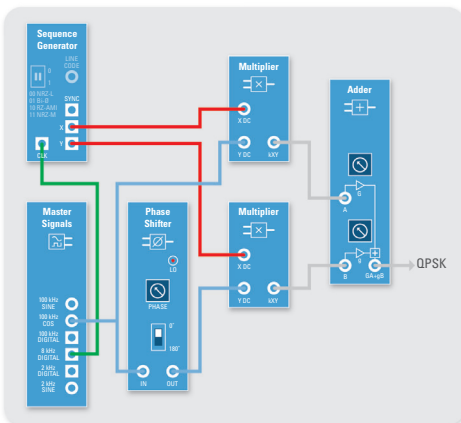 Sequence
Generator
LINE
CODE
0
1
00 NRZ-L
01 Bi-Ø
10 RZ-AMI
11 NRZ-M
SYNC
X
Y
CLK
Multiplier
X DC
Y DC
kXY
Adder
G
A
g
B
GA+gB
QPSK
Master
Signals
100 kHz
SINE
100 kHz
COS
100 kHz
DIGITAL
8 kHz
DIGITAL
2 kHz
DIGITAL
2 kHz
SINE
Phase
Shifter
LO
PHASE
0°
180°
IN
OUT
Multiplier
X DC
Y DC
kXY